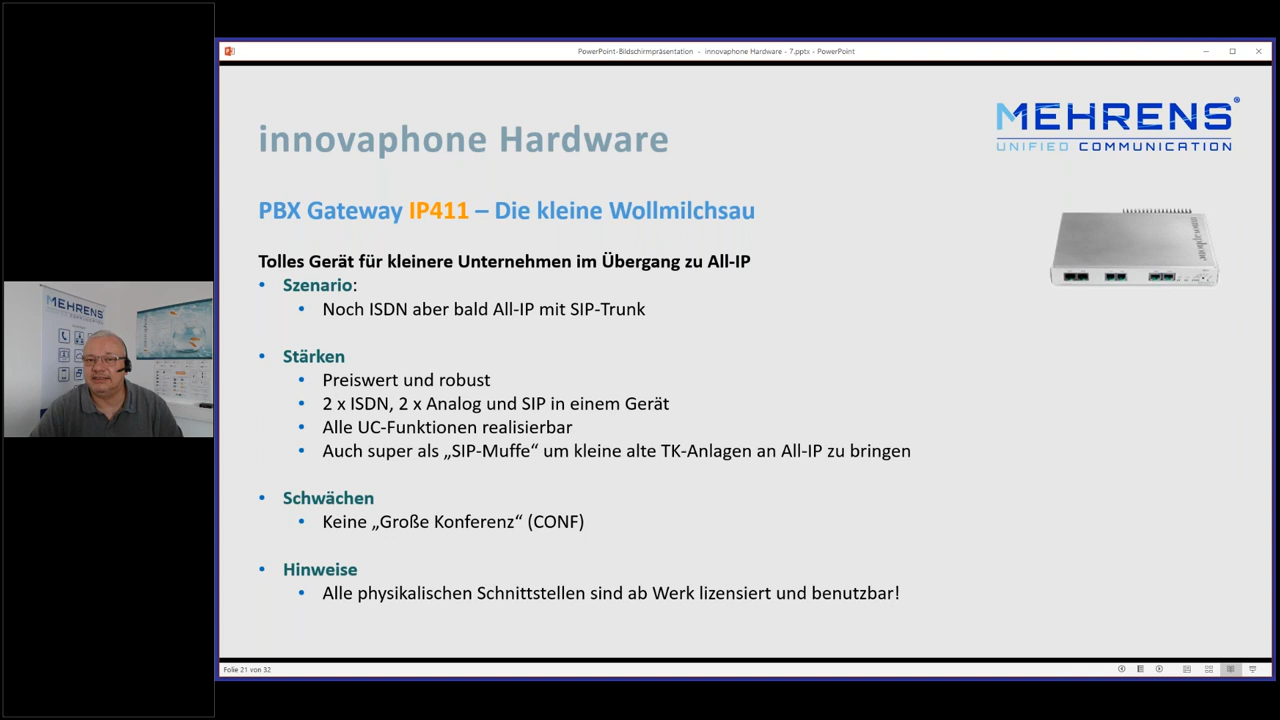 PowerPoint-Bildschirmpräsentation - innovaphone Hardware - 7.pptx - PowerPoint
innovaphone Hardware
MEHRENS®
UNIFIED COMMUNICATION
PBX Gateway IP411 – Die kleine Wollmilchsau
innovaphone
Tolles Gerät für kleinere Unternehmen im Übergang zu All-IP
• Szenario:
• Noch ISDN aber bald All-IP mit SIP-Trunk
• Stärken
• Preiswert und robust
• 2 x ISDN, 2 x Analog und SIP in einem Gerät
• Alle UC-Funktionen realisierbar
• Auch super als „SIP-Muffe“ um kleine alte TK-Anlagen an All-IP zu bringen
• Schwächen
• Keine „Große Konferenz“ (CONF)
• Hinweise
• Alle physikalischen Schnittstellen sind ab Werk lizensiert und benutzbar!
MEHRENS
Folie 21 von 32